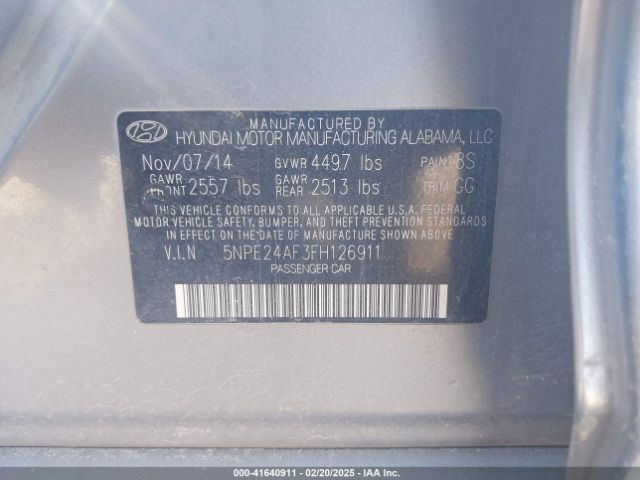 MANUFACTURED BY
HYUNDAI MOTOR MANUFACTURING ALABAMA, LLC
Nov/07/14 GVWR 4497 lbs PAINT 8S
GAWR FRONT 2557 lbs GAWR REAR 2513 lbs TRIM GG
THIS VEHICLE CONFORMS TO ALL APPLICABLE U.S.A. FEDERAL
MOTOR VEHICLE SAFETY, BUMPER, AND THEFT STANDARDS
IN EFFECT ON THE DATE OF MANUFACTURE SHOWN ABOVE.
V.I.N 5NPE24AF3FH126911
PASSENGER CAR
000-41640911 - 02/20/2025 - IAA Inc.